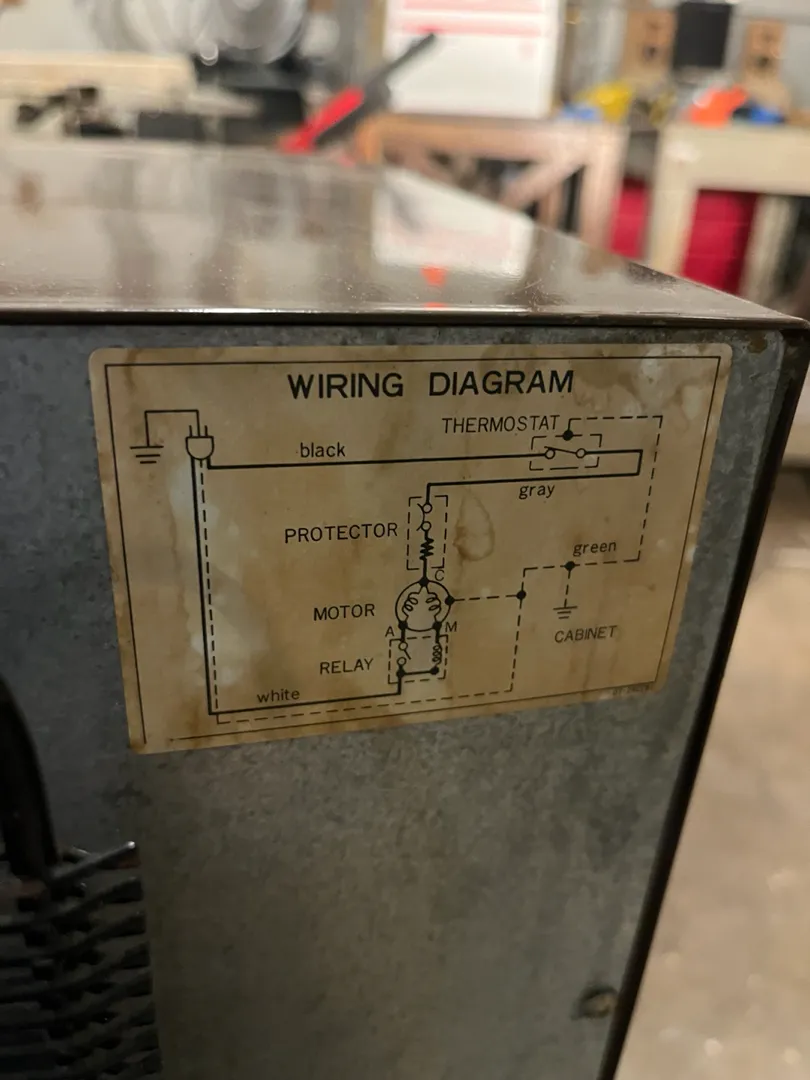 WIRING DIAGRAM
THERMOSTAT
black
gray
PROTECTOR
green
C
MOTOR
CABINET
A
M
RELAY
white